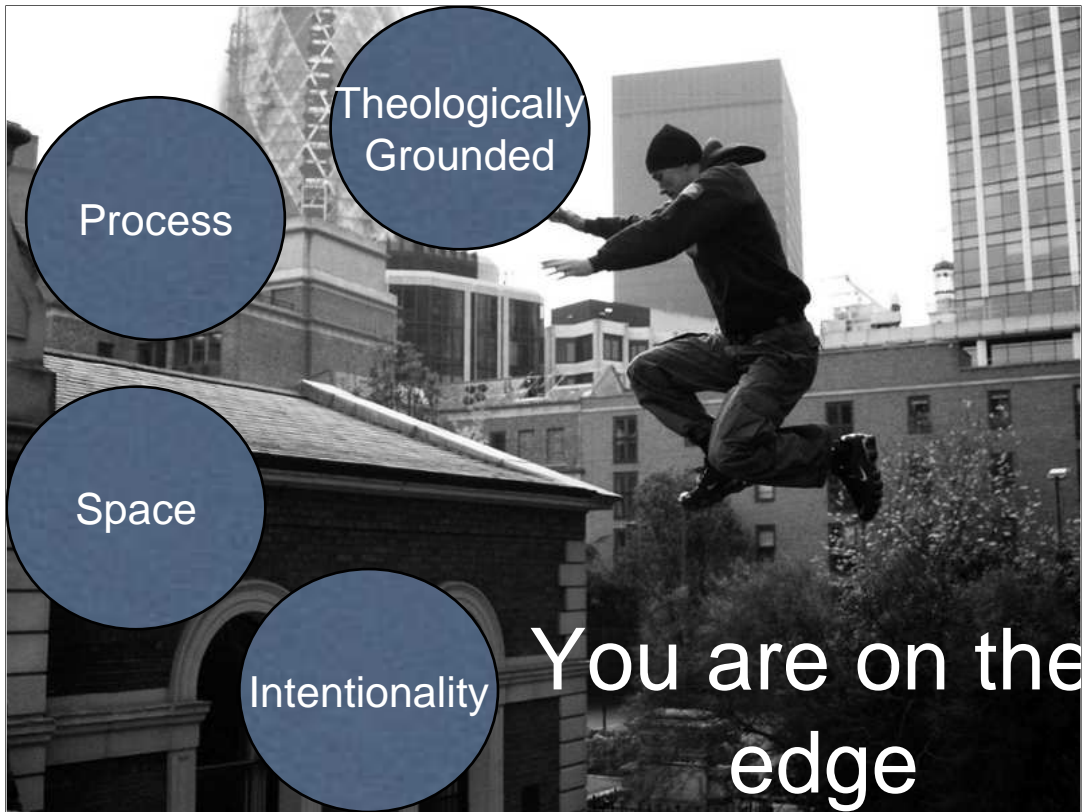 Theologically
Grounded
Process
Space
Intentionality
You are on the
edge